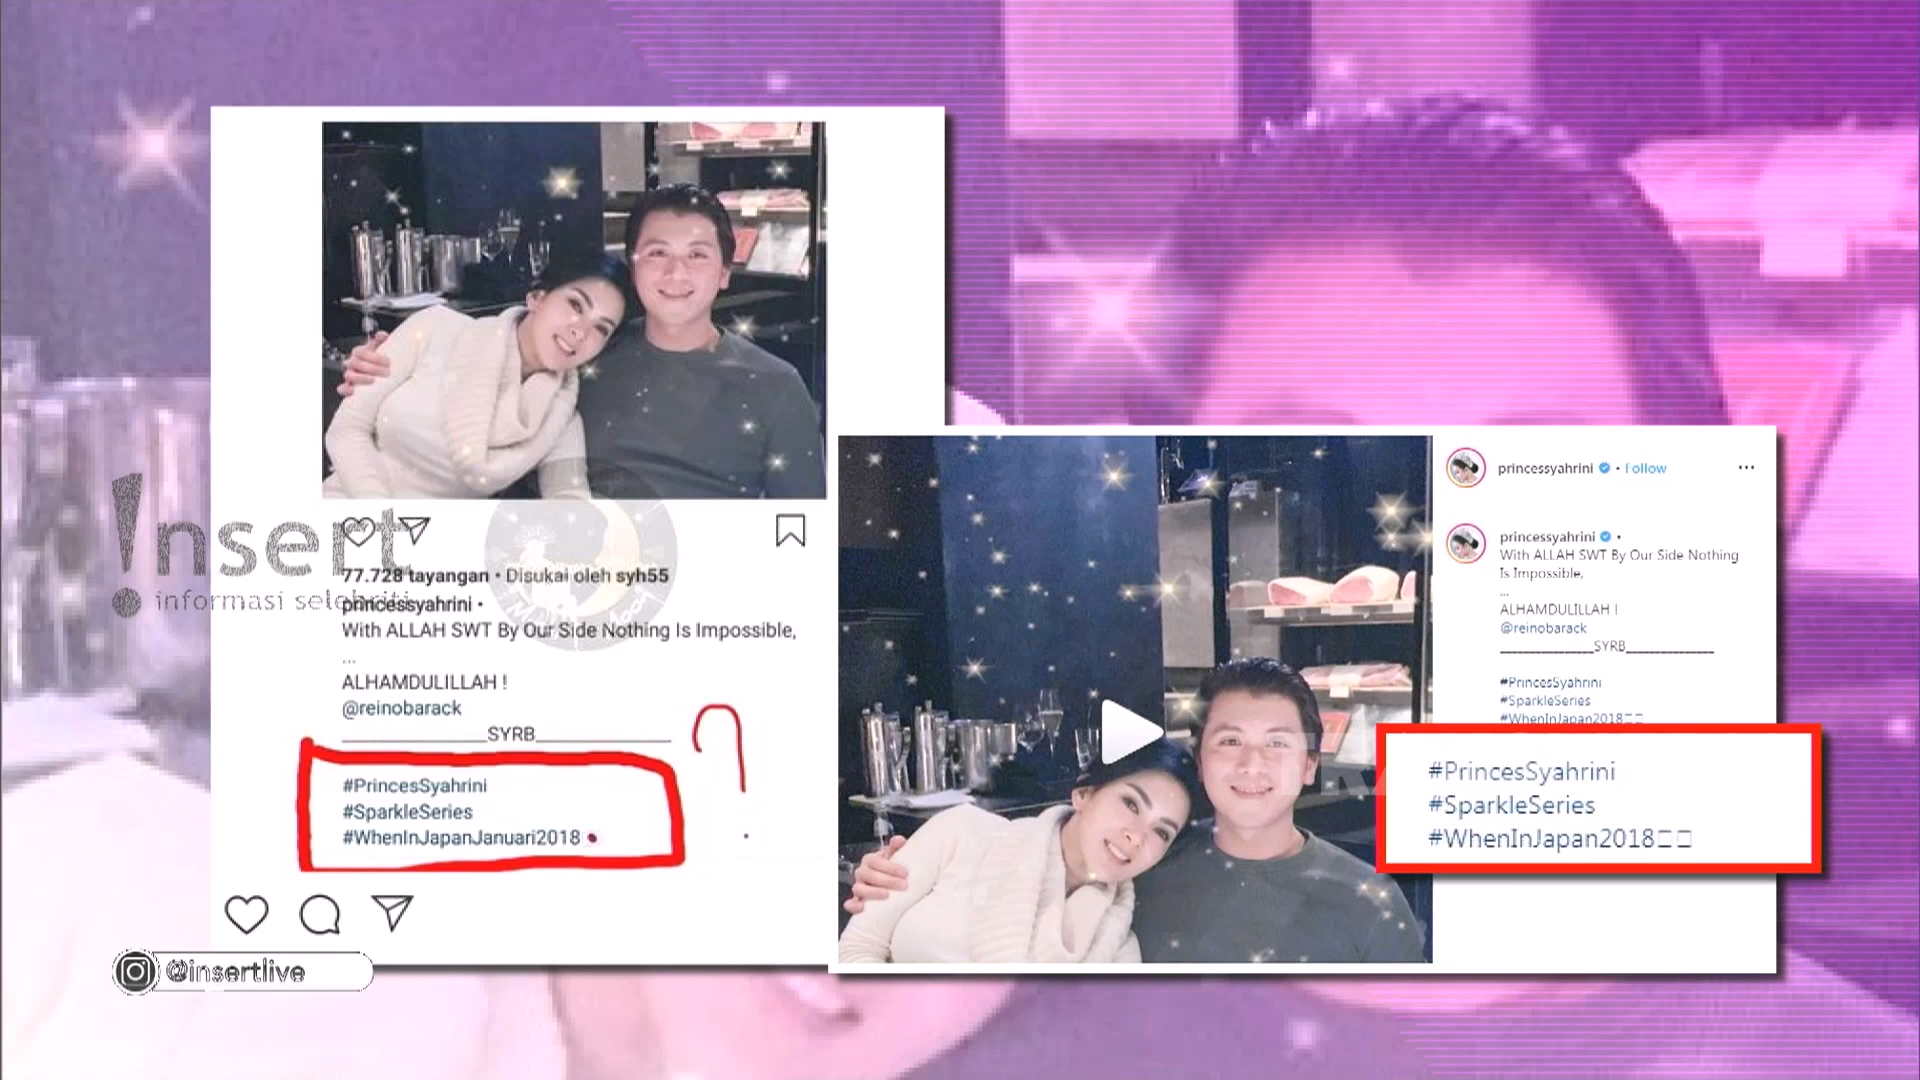 77.728 tayangan • Disukai oleh syh55
princessyahrini •
With ALLAH SWT By Our Side Nothing Is Impossible,
...
ALHAMDULILLAH !
@reinobarack
SYRB
#PrincesSyahrini
#SparkleSeries
#WhenInJapanJanuari2018
?
princessyahrini • Follow
princessyahrini •
With ALLAH SWT By Our Side Nothing
Is Impossible,
...
ALHAMDULILLAH !
@reinobarack
SYRB
#PrincesSyahrini
#SparkleSeries
#WhenInJapan2018
#PrincesSyahrini
#SparkleSeries
#WhenInJapan2018
Insert
informasi selebriti
@insertlive